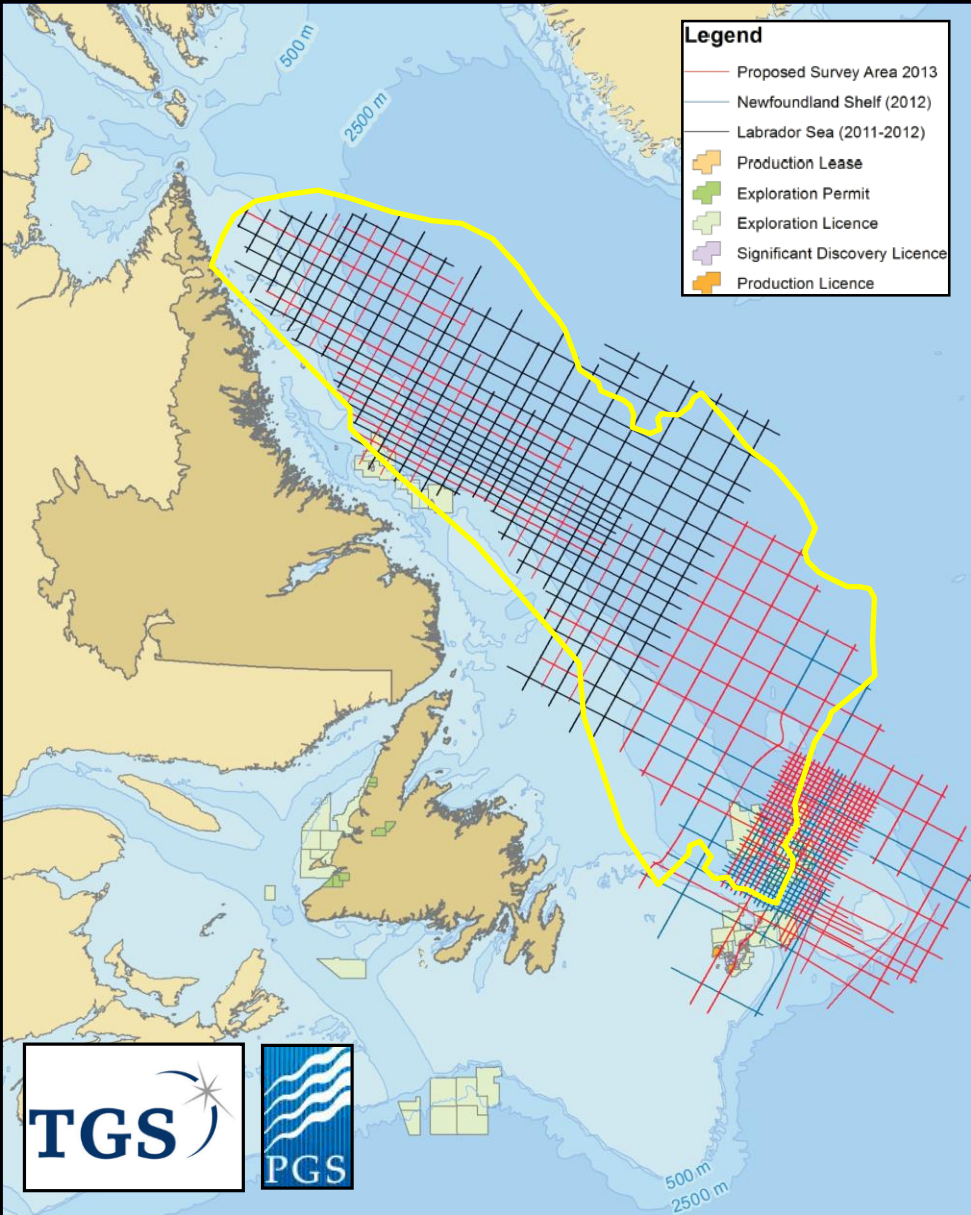 500 m
2500 m
Legend
Proposed Survey Area 2013
Newfoundland Shelf (2012)
Labrador Sea (2011-2012)
Production Lease
Exploration Permit
Exploration Licence
Significant Discovery Licence
Production Licence
TGS
PGS
500 m
2500 m